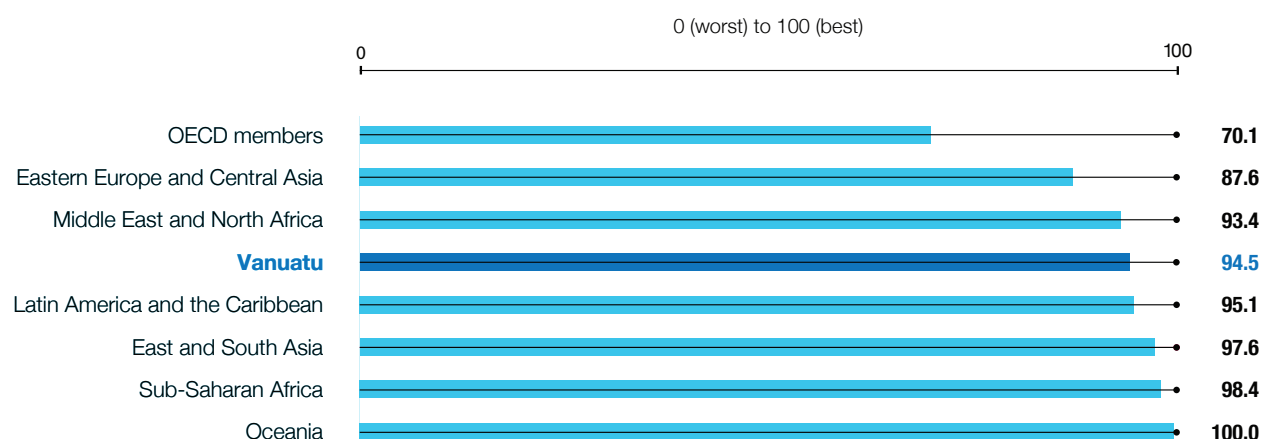 0 (worst) to 100 (best)
0 100
OECD members 70.1
Eastern Europe and Central Asia 87.6
Middle East and North Africa 93.4
Vanuatu 94.5
Latin America and the Caribbean 95.1
East and South Asia 97.6
Sub-Saharan Africa 98.4
Oceania 100.0